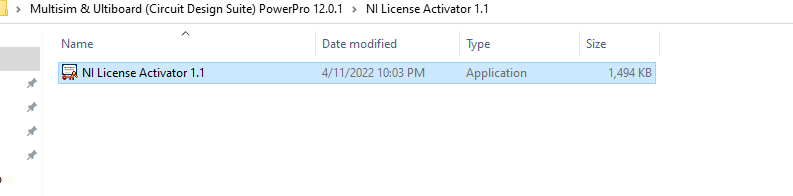 Multisim & Ultiboard (Circuit Design Suite) PowerPro 12.0.1 > NI License Activator 1.1
Name Date modified Type Size
NI License Activator 1.1 4/11/2022 10:03 PM Application 1,494 KB